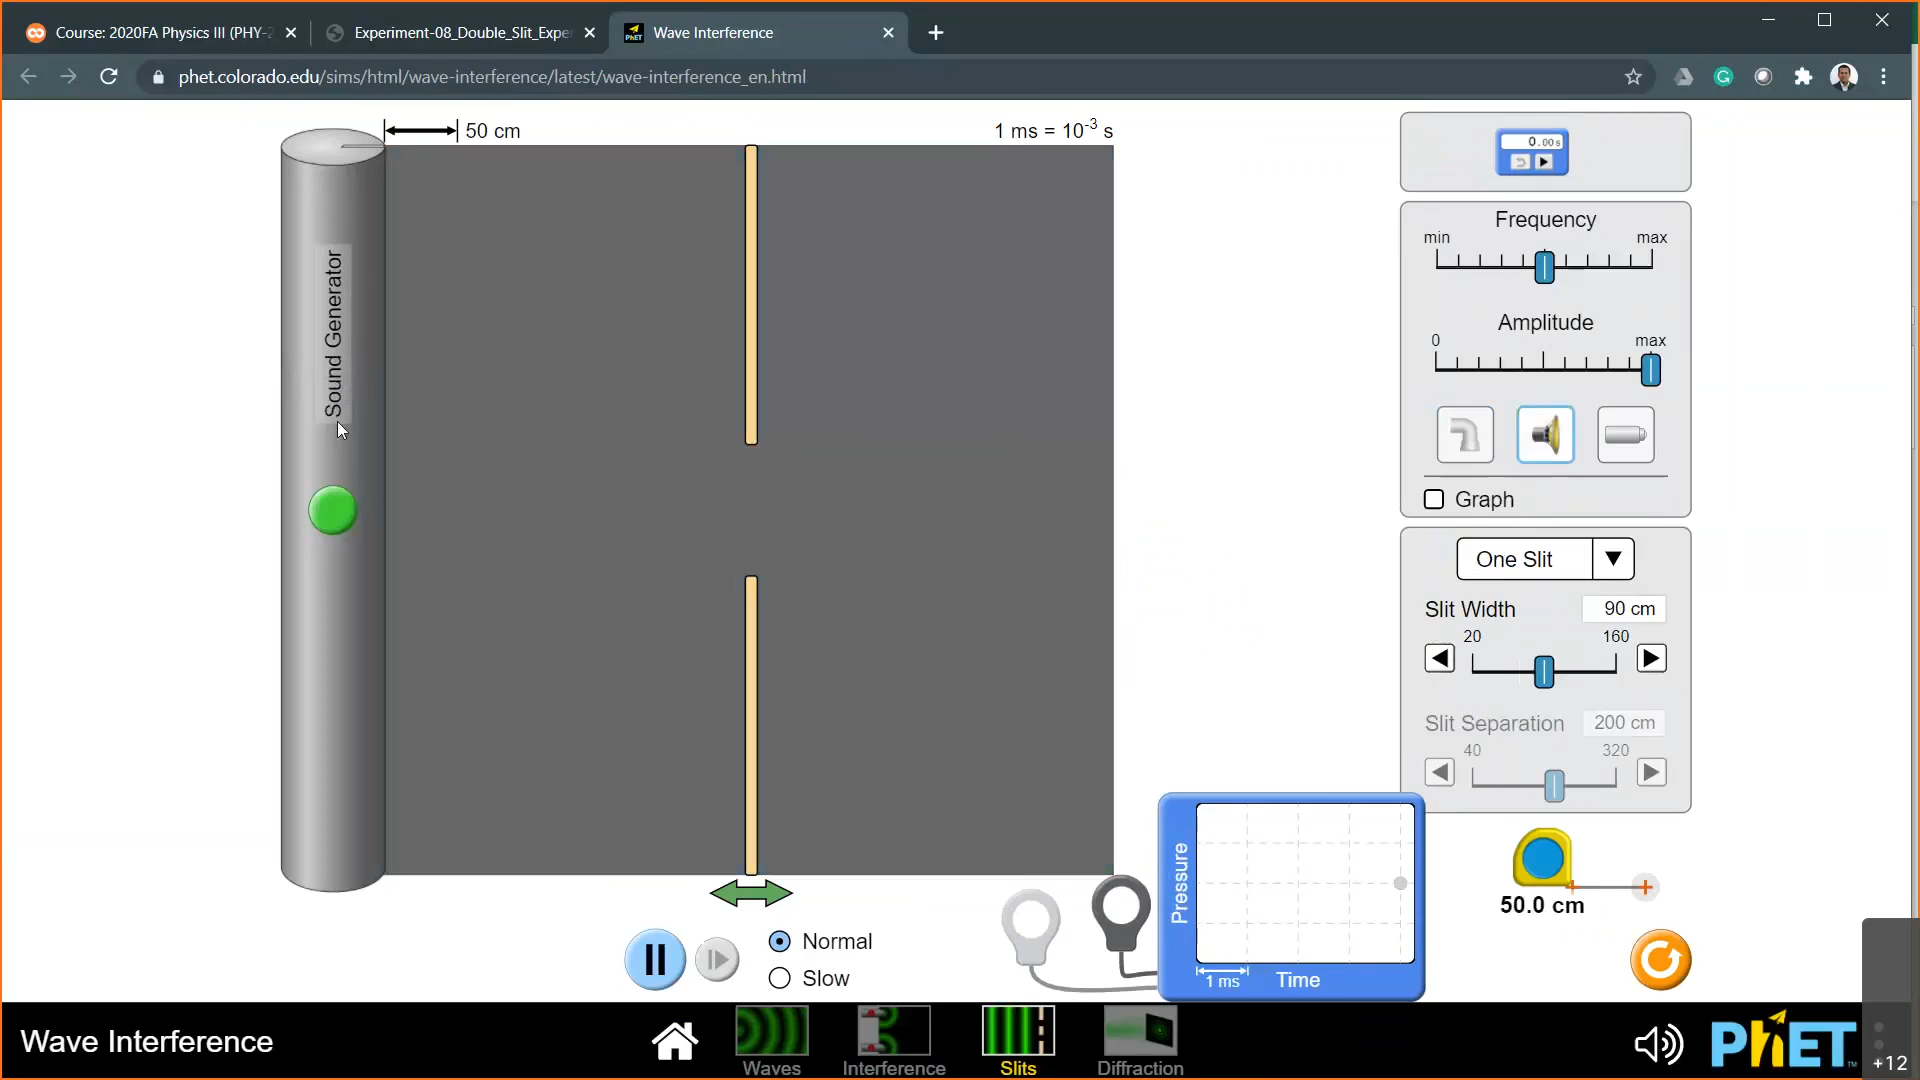 Course: 2020FA Physics III (PHY-2
Experiment-08_Double_Slit_Expe
Wave Interference
phet.colorado.edu/sims/html/wave-interference/latest/wave-interference_en.html
50 cm
1 ms = 10⁻³ s
Sound Generator
0.00s
Frequency
min
max
Amplitude
0
max
Graph
One Slit
Slit Width
90 cm
20
160
Slit Separation
200 cm
40
320
Pressure
1 ms
Time
50.0 cm
Normal
Slow
Wave Interference
Waves
Interference
Slits
Diffraction
PhET
+12